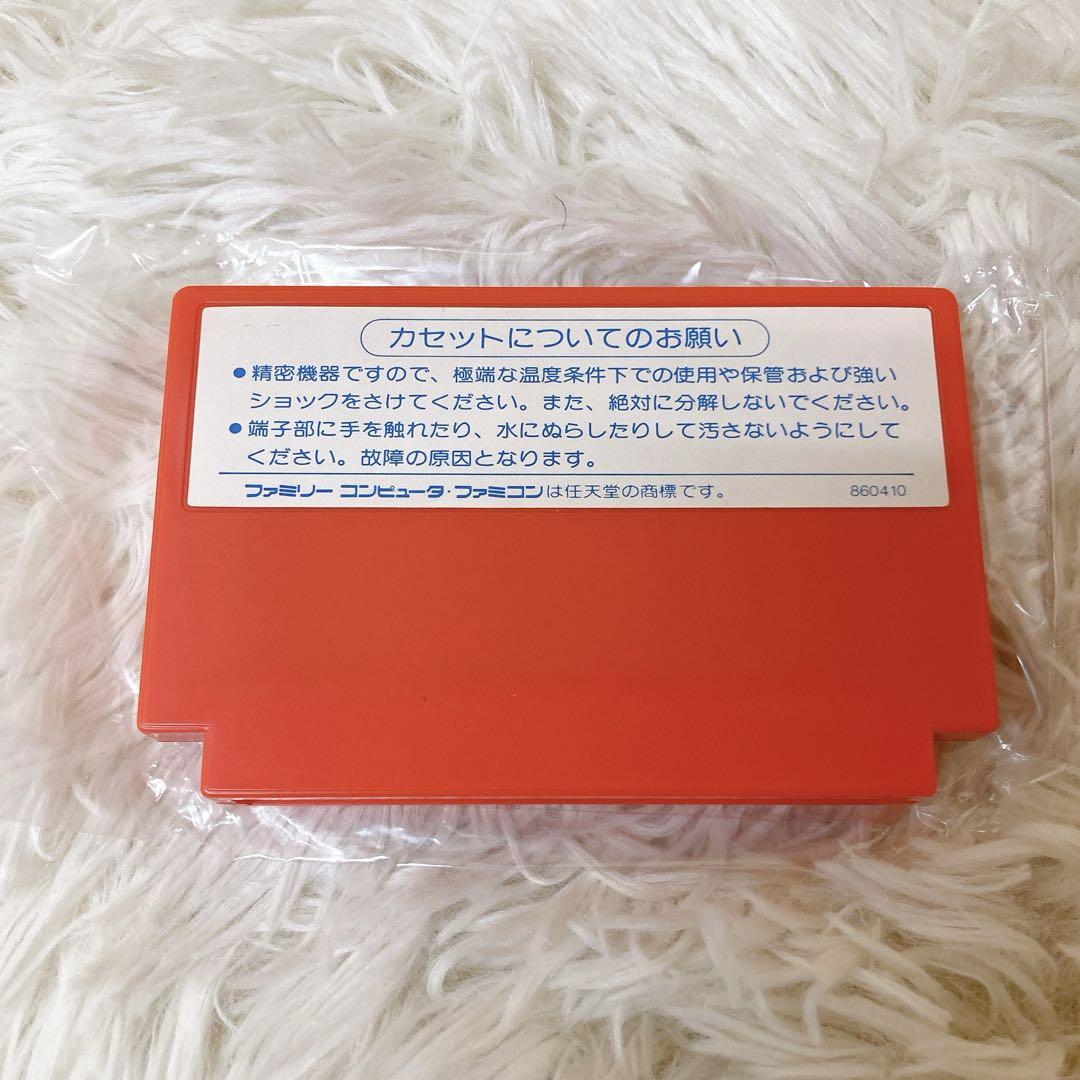 カセットについてのお願い
●精密機器ですので、極端な温度条件下での使用や保管および強い
ショックをさけてください。また、絶対に分解しないでください。
●端子部に手を触れたり、水にぬらしたりして汚さないようにして
ください。故障の原因となります。
ファミリー コンピュータ・ファミコンは任天堂の商標です。 860410